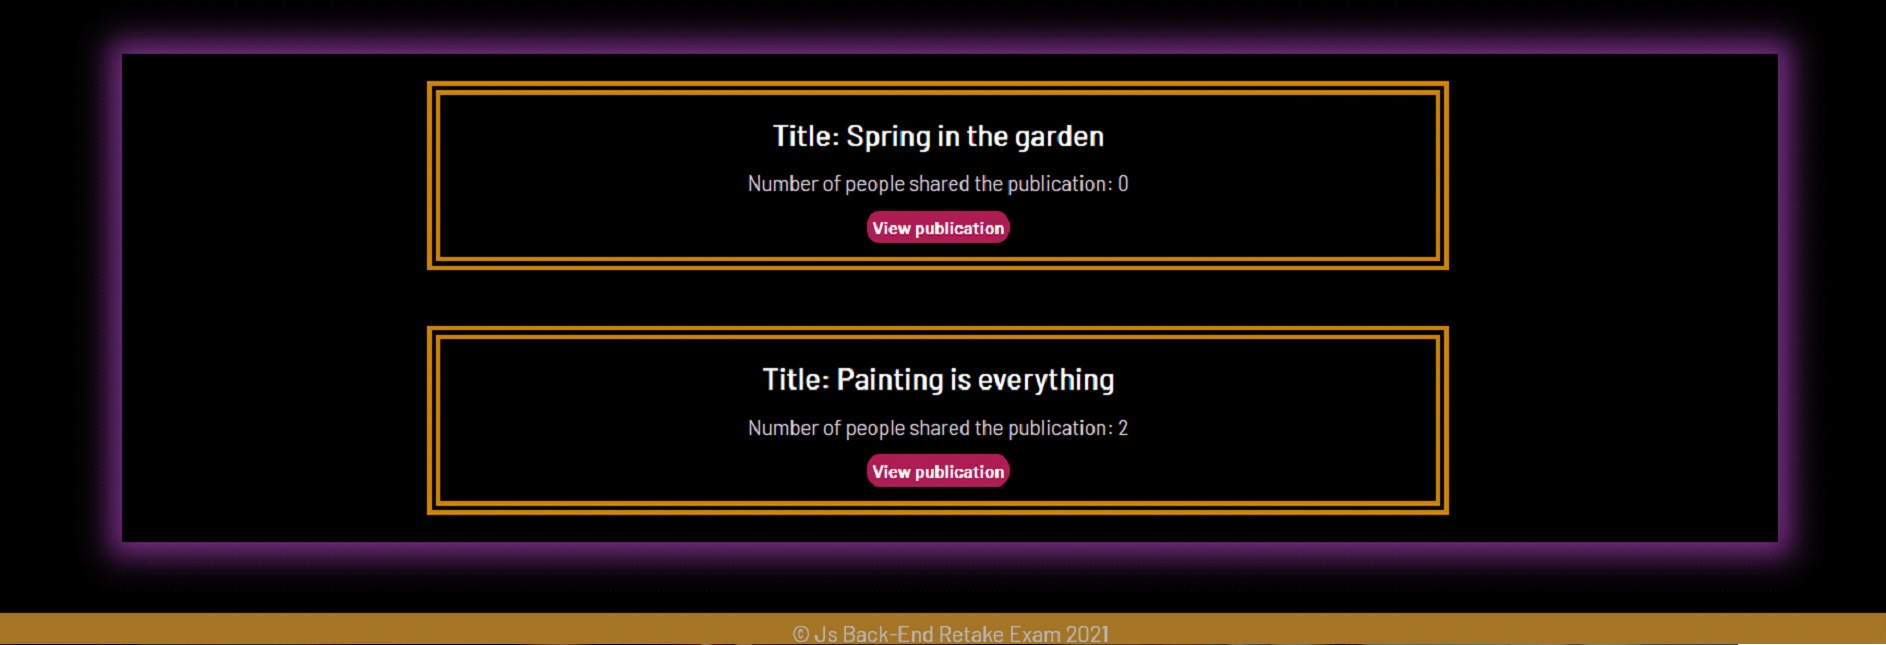 Title: Spring in the garden
Number of people shared the publication: 0
View publication
Title: Painting is everything
Number of people shared the publication: 2
View publication
© Js Back-End Retake Exam 2021